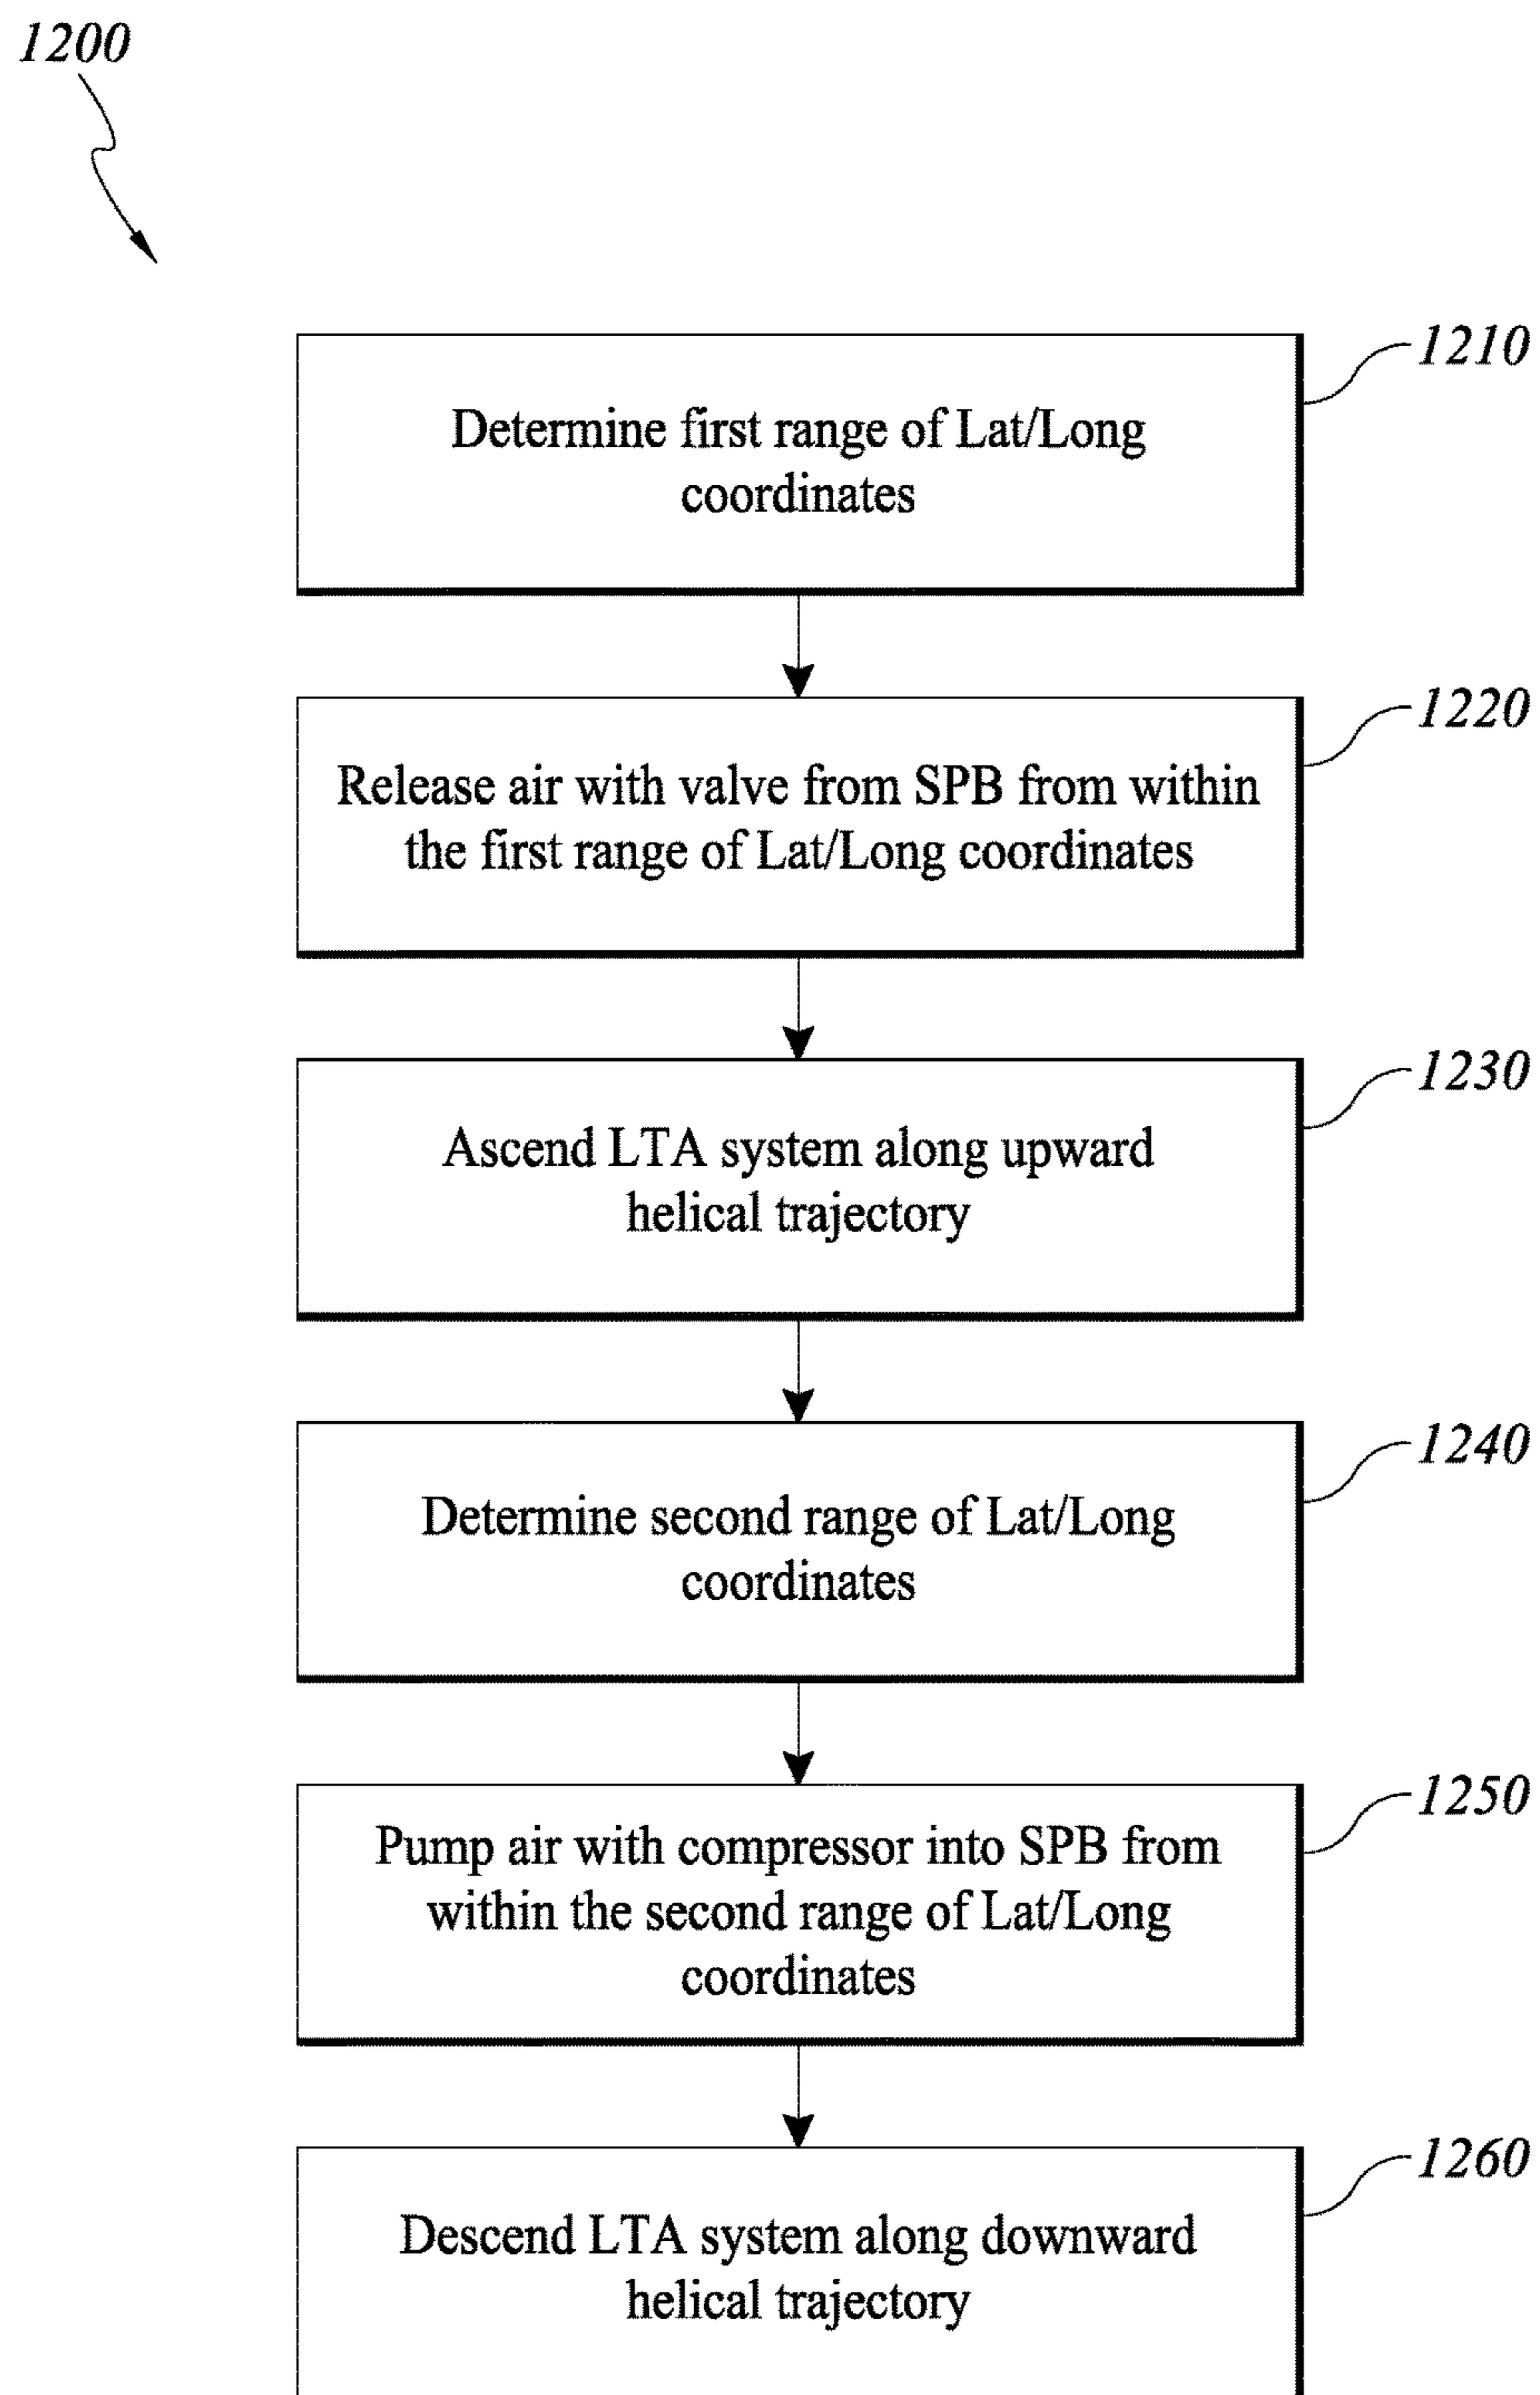 1200
1210
Determine first range of Lat/Long
coordinates
1220
Release air with valve from SPB from within
the first range of Lat/Long coordinates
1230
Ascend LTA system along upward
helical trajectory
1240
Determine second range of Lat/Long
coordinates
1250
Pump air with compressor into SPB from
within the second range of Lat/Long
coordinates
1260
Descend LTA system along downward
helical trajectory